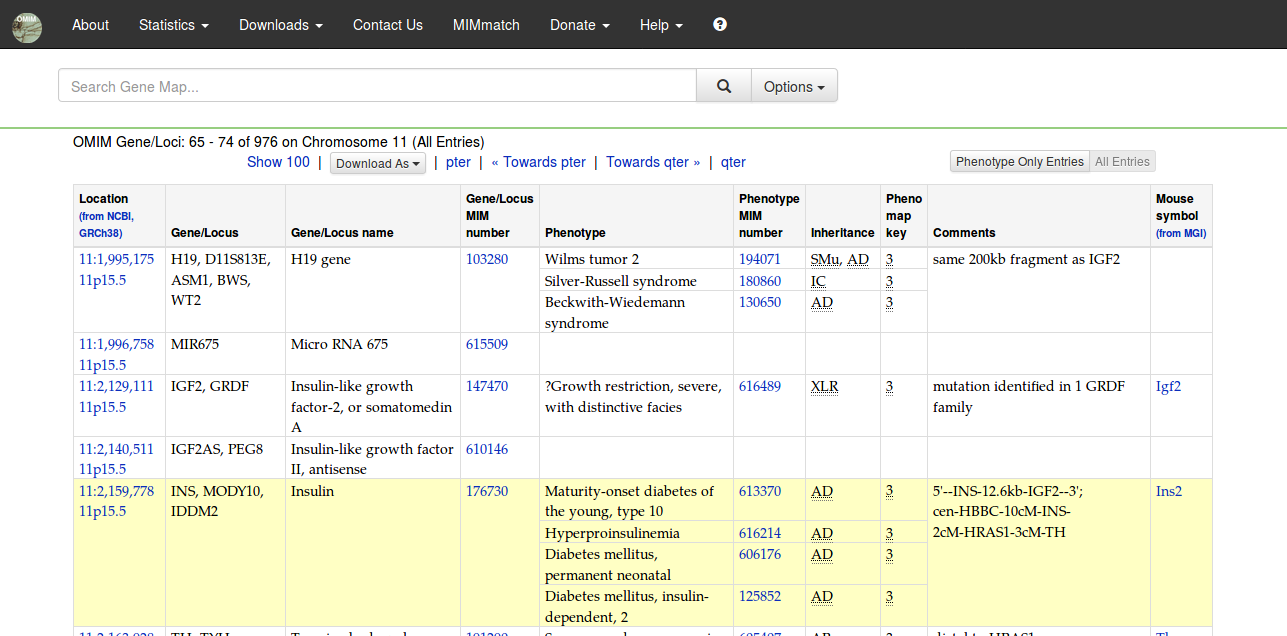 OMIM
About Statistics Downloads Contact Us MIMmatch Donate Help ?
Search Gene Map... Options
OMIM Gene/Loci: 65 - 74 of 976 on Chromosome 11 (All Entries)
Show 100 | Download As | pter | « Towards pter | Towards qter » | qter Phenotype Only Entries All Entries
Location (from NCBI, GRCh38) Gene/Locus Gene/Locus name Gene/Locus MIM number Phenotype Phenotype MIM number Inheritance Pheno map key Comments Mouse symbol (from MGI)
11:1,995,175 H19, D11S813E, H19 gene 103280 Wilms tumor 2 194071 SMu, AD 3 same 200kb fragment as IGF2
11p15.5 ASM1, BWS, Silver-Russell syndrome 180860 IC 3
WT2 Beckwith-Wiedemann 130650 AD 3
syndrome
11:1,996,758 MIR675 Micro RNA 675 615509
11p15.5
11:2,129,111 IGF2, GRDF Insulin-like growth 147470 ?Growth restriction, severe, 616489 XLR 3 mutation identified in 1 GRDF Igf2
11p15.5 factor-2, or somatomedin with distinctive facies family
A
11:2,140,511 IGF2AS, PEG8 Insulin-like growth factor 610146
11p15.5 II, antisense
11:2,159,778 INS, MODY10, Insulin 176730 Maturity-onset diabetes of 613370 AD 3 5'--INS-12.6kb-IGF2--3'; Ins2
11p15.5 IDDM2 the young, type 10 cen-HBBC-10cM-INS-
Hyperproinsulinemia 616214 AD 3 2cM-HRAS1-3cM-TH
Diabetes mellitus, 606176 AD 3
permanent neonatal
Diabetes mellitus, insulin- 125852 AD 3
dependent, 2